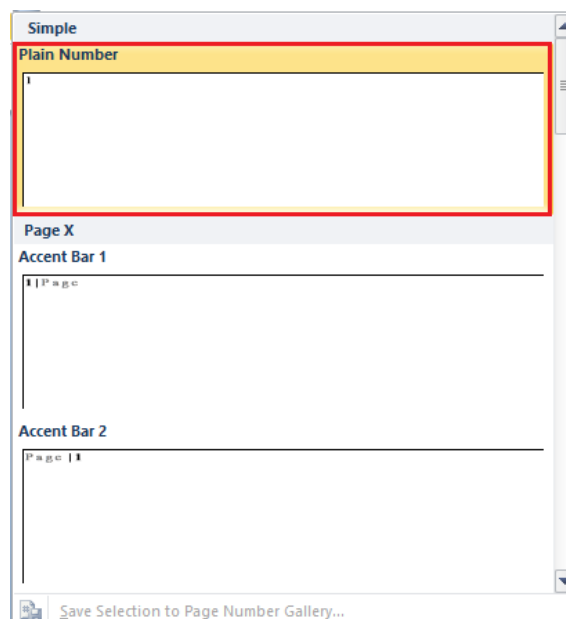 Simple
Plain Number
1
Page X
Accent Bar 1
1|Page
Accent Bar 2
Page |1
Save Selection to Page Number Gallery...